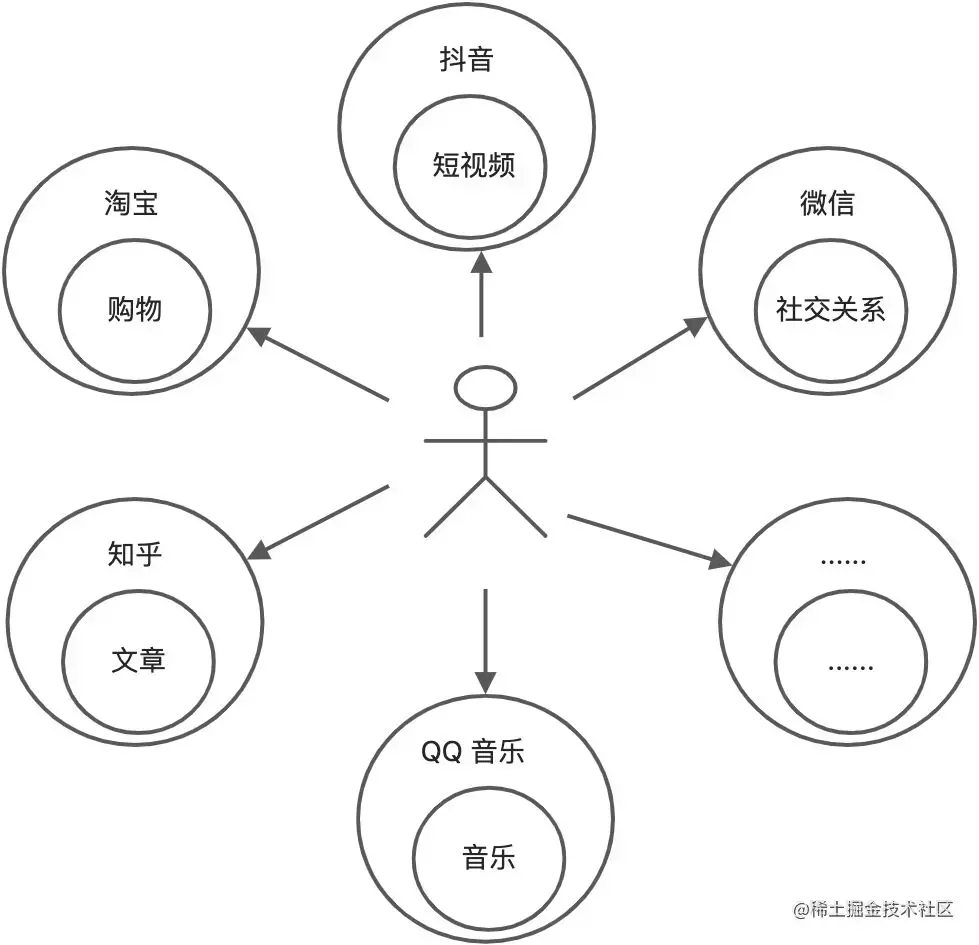 抖音
短视频
淘宝
购物
微信
社交关系
知乎
文章
......
......
QQ 音乐
音乐
@稀土掘金技术社区